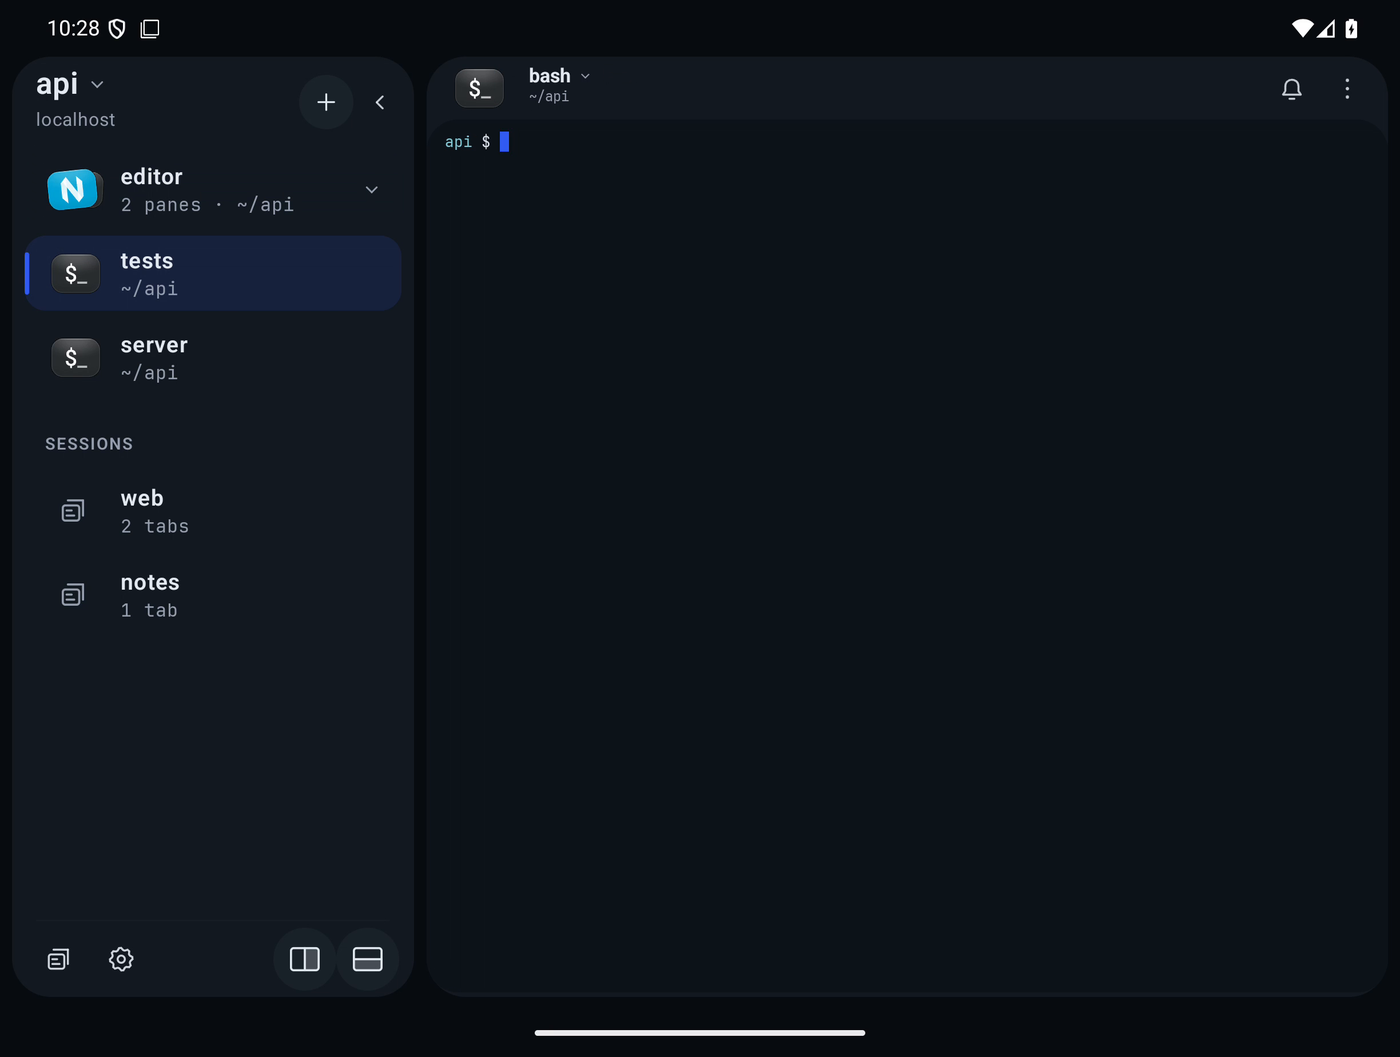 10:28
api
localhost
editor
2 panes · ~/api
$_
tests
~/api
$_
server
~/api
SESSIONS
web
2 tabs
notes
1 tab
$_
bash
~/api
api $